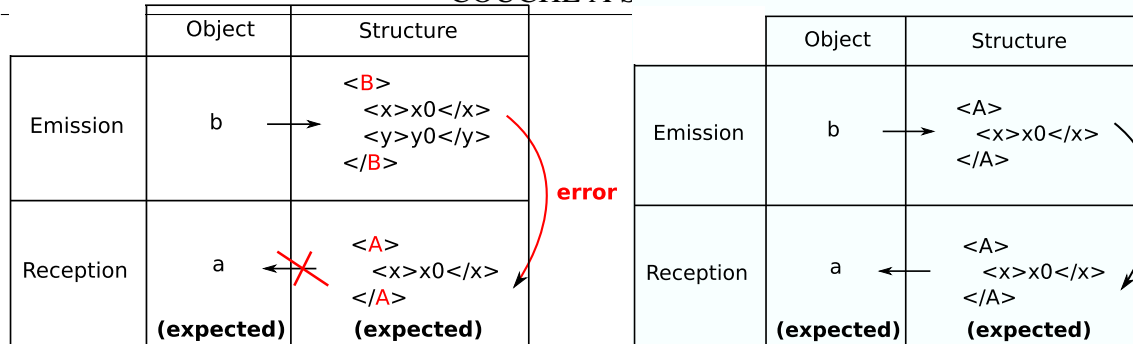 Object Structure
Emission b <B>
<x>x0</x>
<y>y0</y>
</B>
error
Reception a <A>
<x>x0</x>
</A>
(expected) (expected)
Object Structure
Emission b <A>
<x>x0</x>
</A>
Reception a <A>
<x>x0</x>
</A>
(expected) (expected)